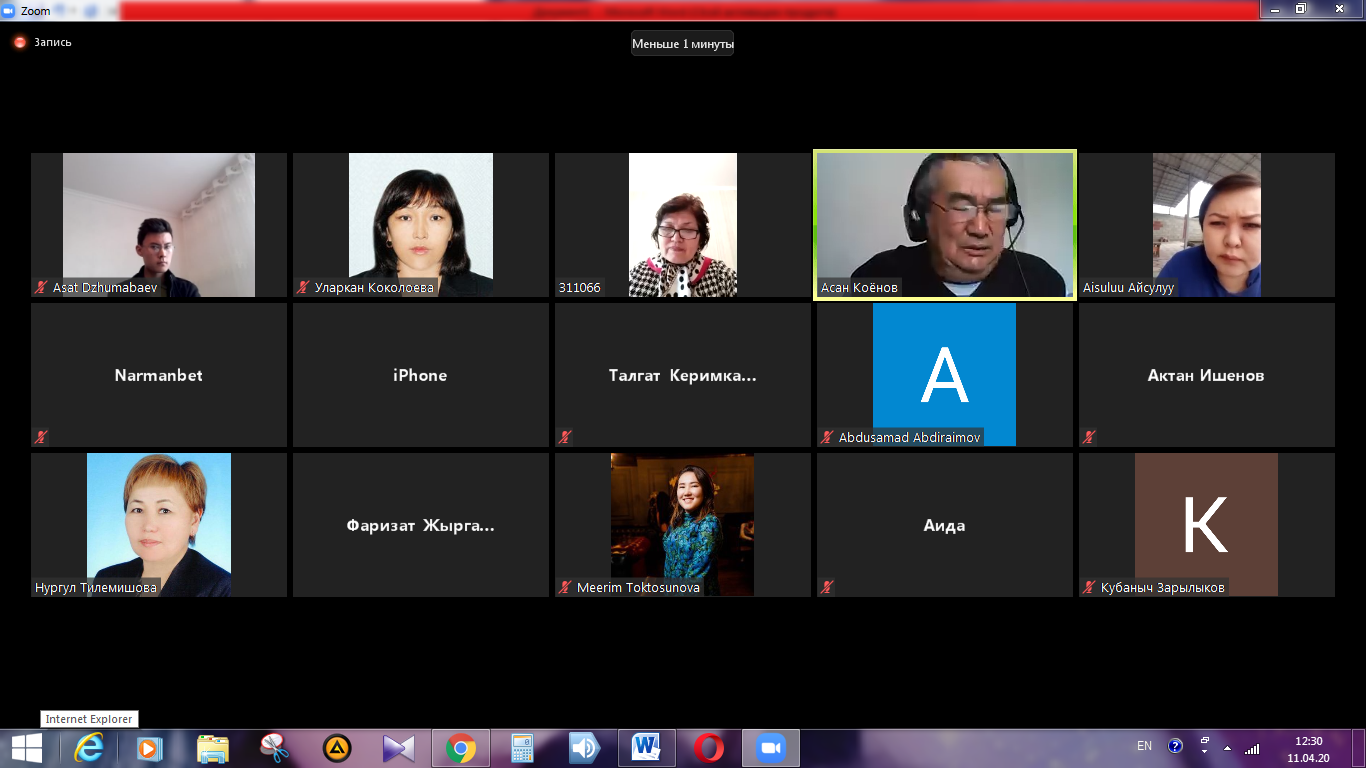 Zoom
Запись
Меньше 1 минуты
Asat Dzhumabaev
Уларкан Коколоева
311066
Асан Коёнов
Aisuluu Айсулуу
Narmanbet
iPhone
Талгат Керимка...
A
Abdusamad Abdiraimov
Актан Ишенов
Нургул Тилемишова
Фаризат Жырга...
Meerim Toktosunova
Аида
К
Кубаныч Зарылыков
Internet Explorer
EN
12:30
11.04.20